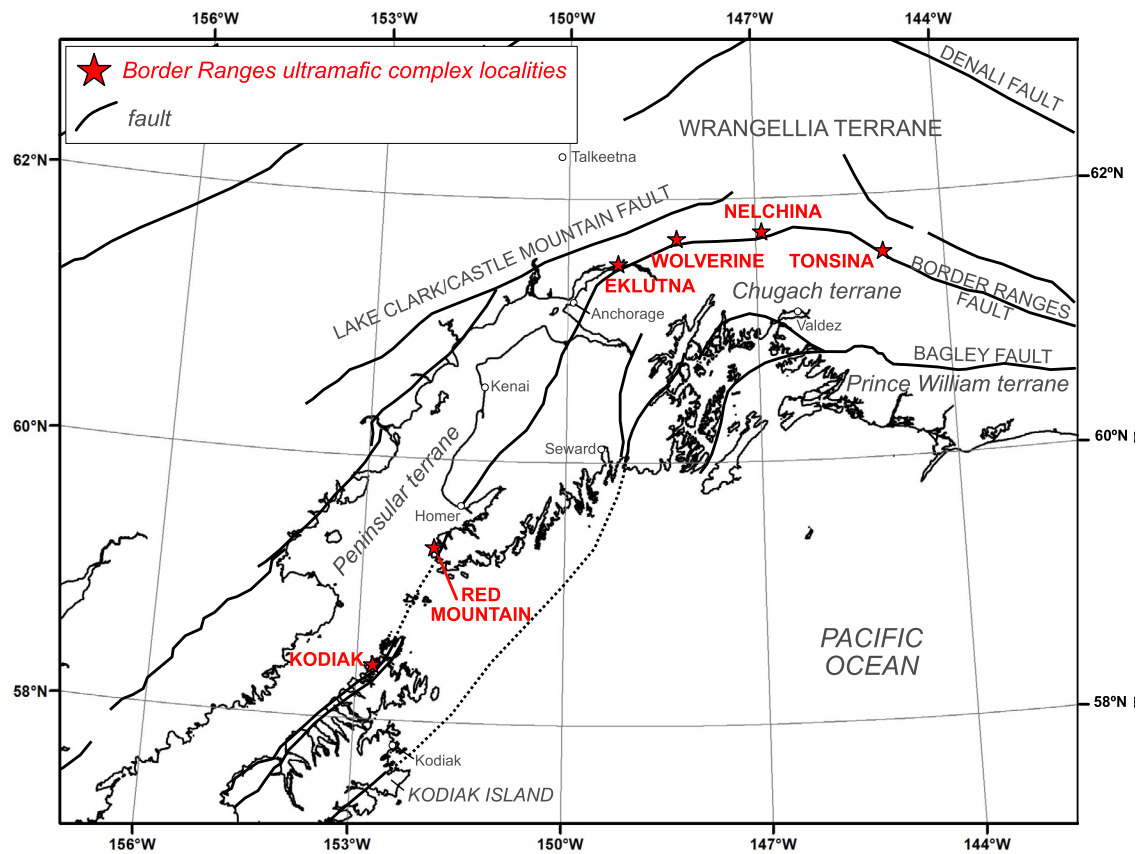 156°W 153°W 150°W 147°W 144°W
Border Ranges ultramafic complex localities
fault
DENALI FAULT
WRANGELLIA TERRANE
62°N
Talkeetna
62°N
LAKE CLARK/CASTLE MOUNTAIN FAULT
NELCHINA
WOLVERINE
TONSINA
EKLUTNA
BORDER RANGES
FAULT
Chugach terrane
Anchorage
Valdez
BAGLEY FAULT
Prince William terrane
Kenai
60°N
60°N
Seward
Peninsular terrane
Homer
RED
MOUNTAIN
PACIFIC
OCEAN
KODIAK
58°N
58°N
Kodiak
KODIAK ISLAND
156°W 153°W 150°W 147°W 144°W